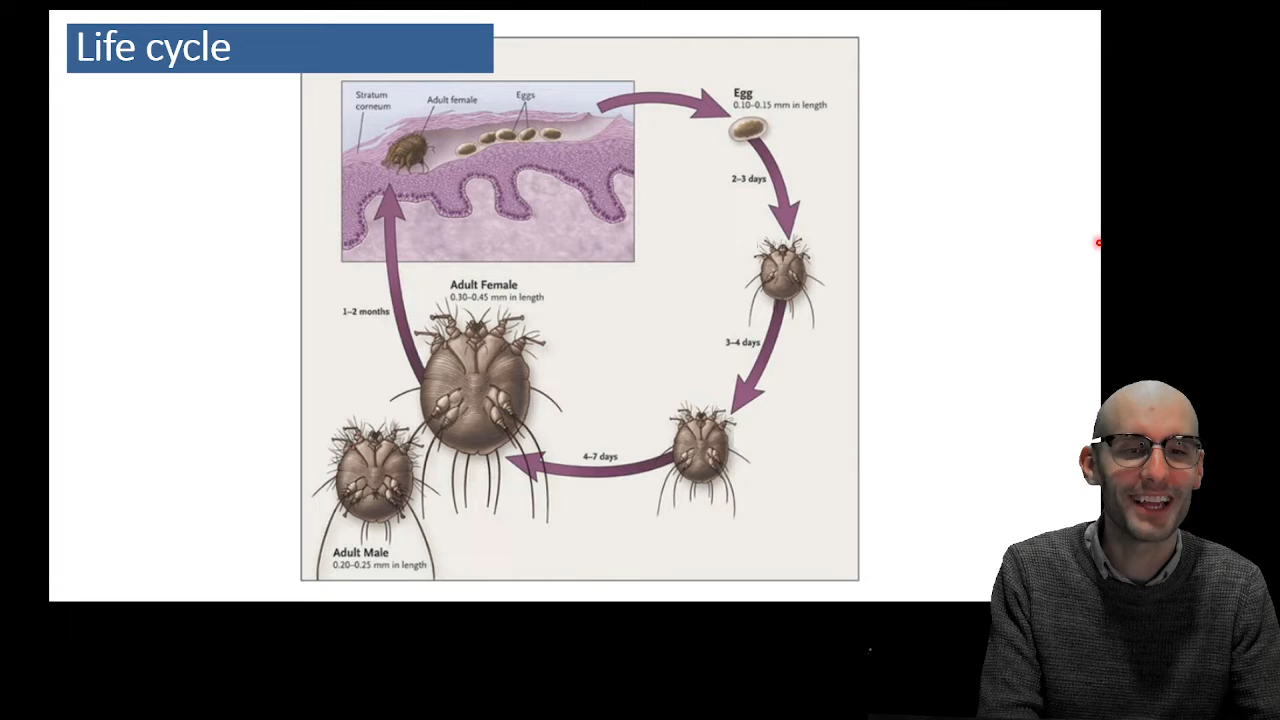 Life cycle
Stratum
corneum
Adult female
Eggs
Egg
0.10–0.15 mm in length
2–3 days
3–4 days
4–7 days
Adult Female
0.30–0.45 mm in length
1–2 months
Adult Male
0.20–0.25 mm in length